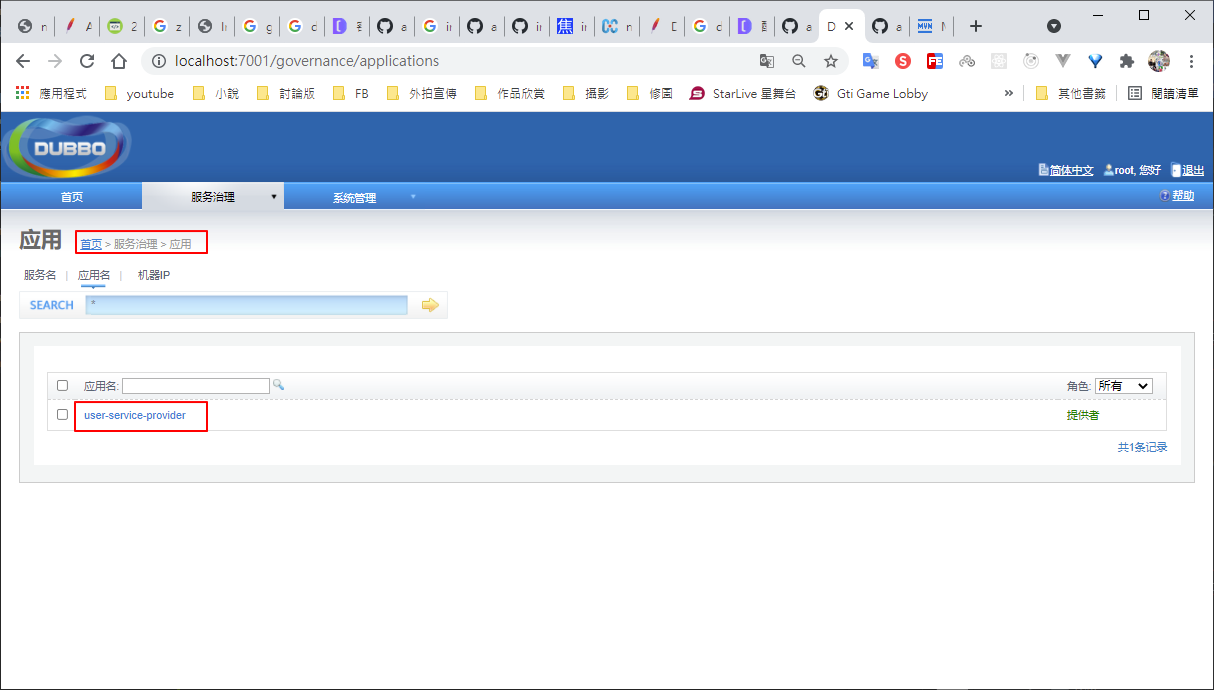 n A 2 G z I G g G c a G i a i 焦 i n D G c a D a M
localhost:7001/governance/applications
應用程式 youtube 小說 討論版 FB 外拍宣傳 作品欣賞 攝影 修圖 StarLive 星舞台 Gti Game Lobby » 其他書籤 閱讀清單
DUBBO
简体中文 root, 您好 退出
首页 服务治理 系统管理 帮助
应用 首页 > 服务治理 > 应用
服务名 | 应用名 | 机器IP
SEARCH *
应用名: 角色: 所有
user-service-provider 提供者
共1条记录